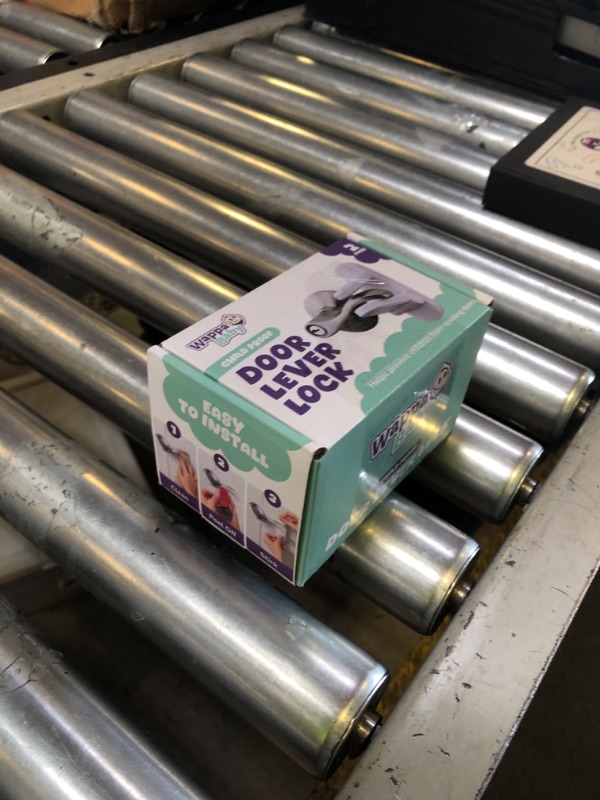 Wappa
Baby
CHILD PROOF
DOOR
LEVER
LOCK
EASY
TO INSTALL
1
2
3
Clean
Peel Off
Stick
Wappa